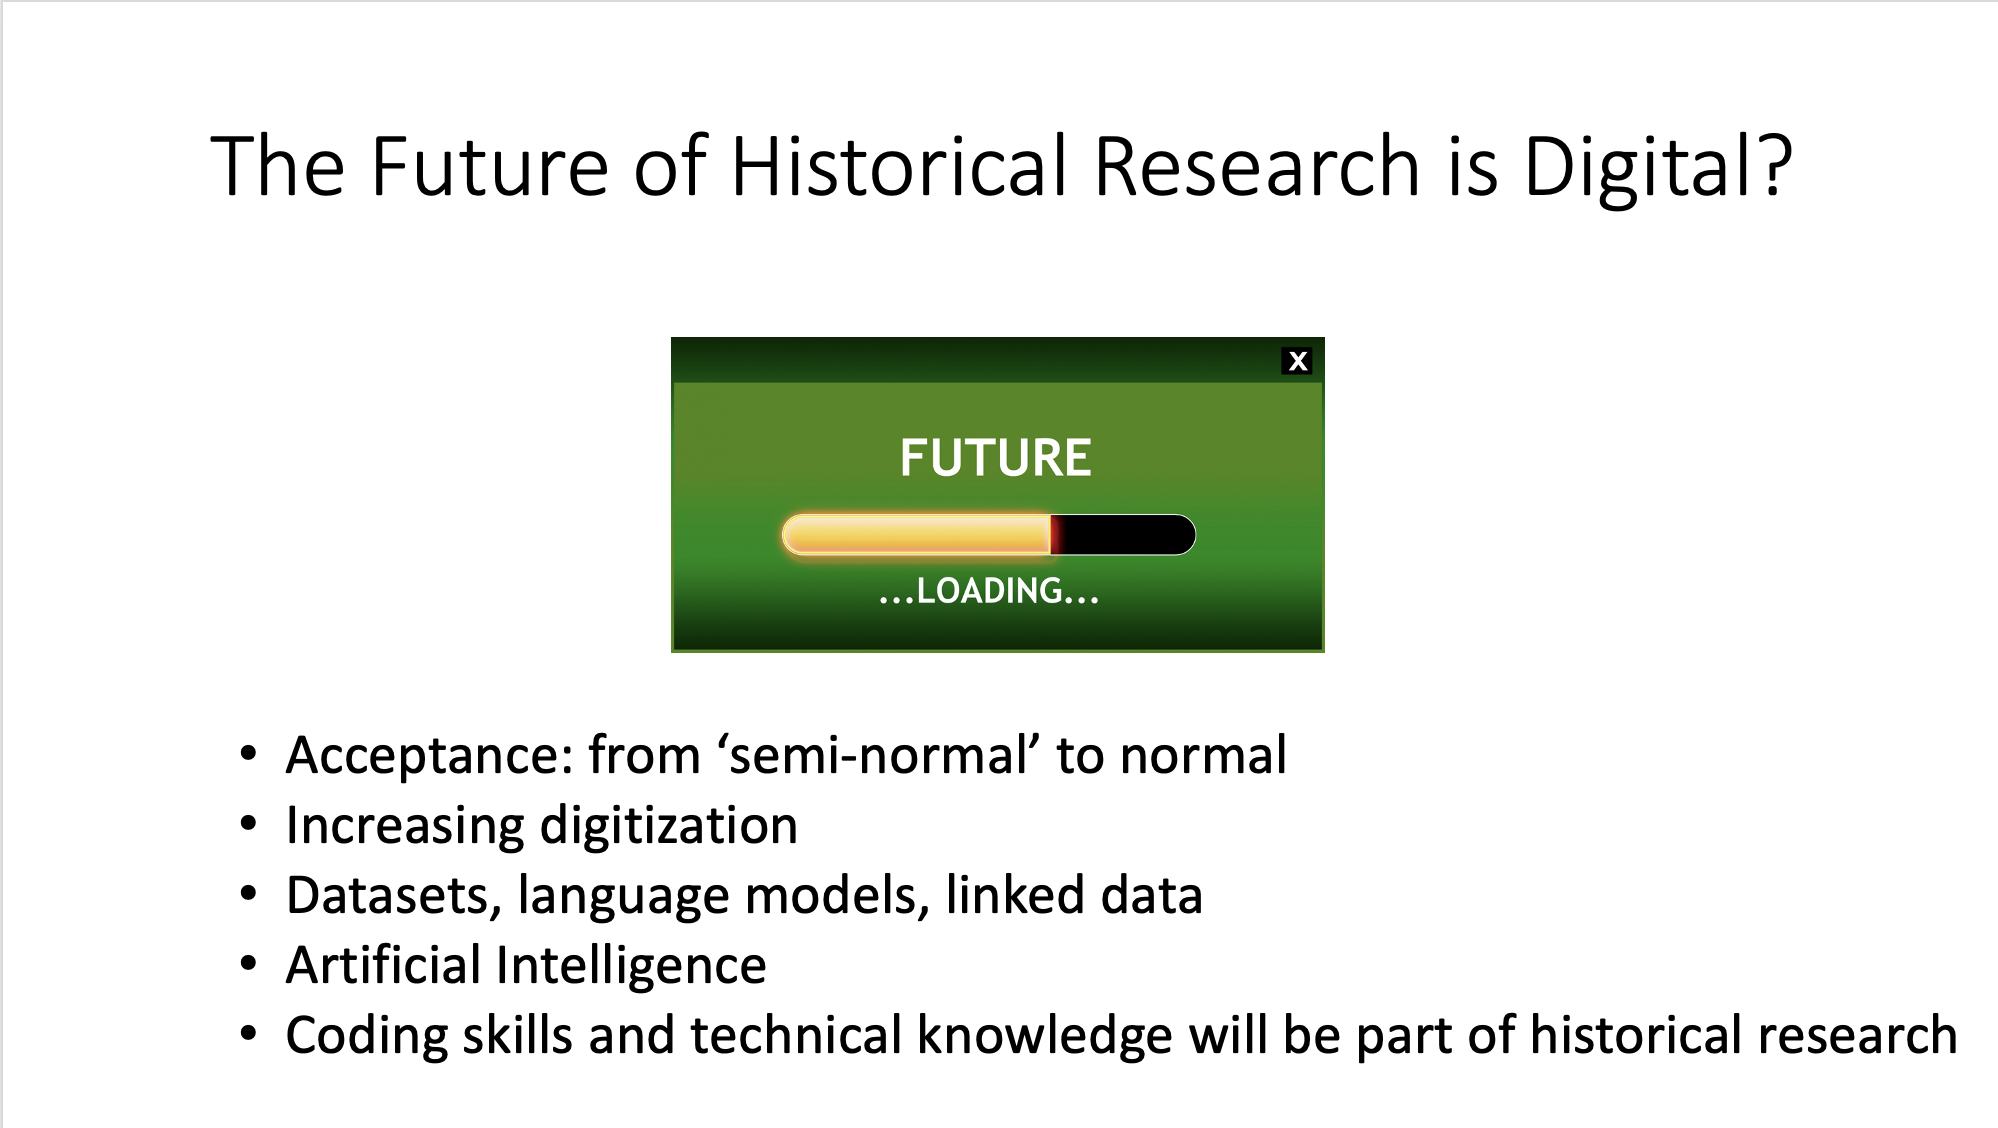 The Future of Historical Research is Digital?
X
FUTURE
...LOADING...
• Acceptance: from ‘semi-normal’ to normal
• Increasing digitization
• Datasets, language models, linked data
• Artificial Intelligence
• Coding skills and technical knowledge will be part of historical research